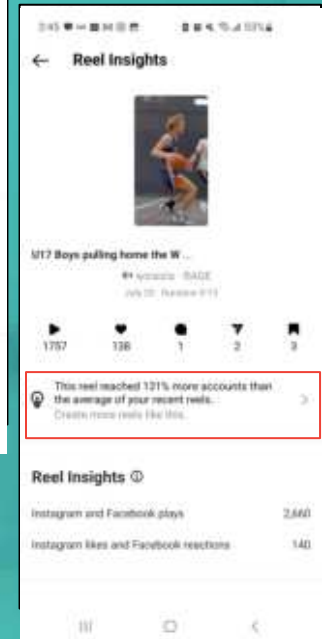 Reel Insights
U17 Boys pulling home the W ...
RAGE
1757 138 1 2 3
This reel reached 131% more accounts than
the average of your recent reels.
Create more reels like this.
Reel Insights
Instagram and Facebook plays 2,660
Instagram likes and Facebook reactions 140